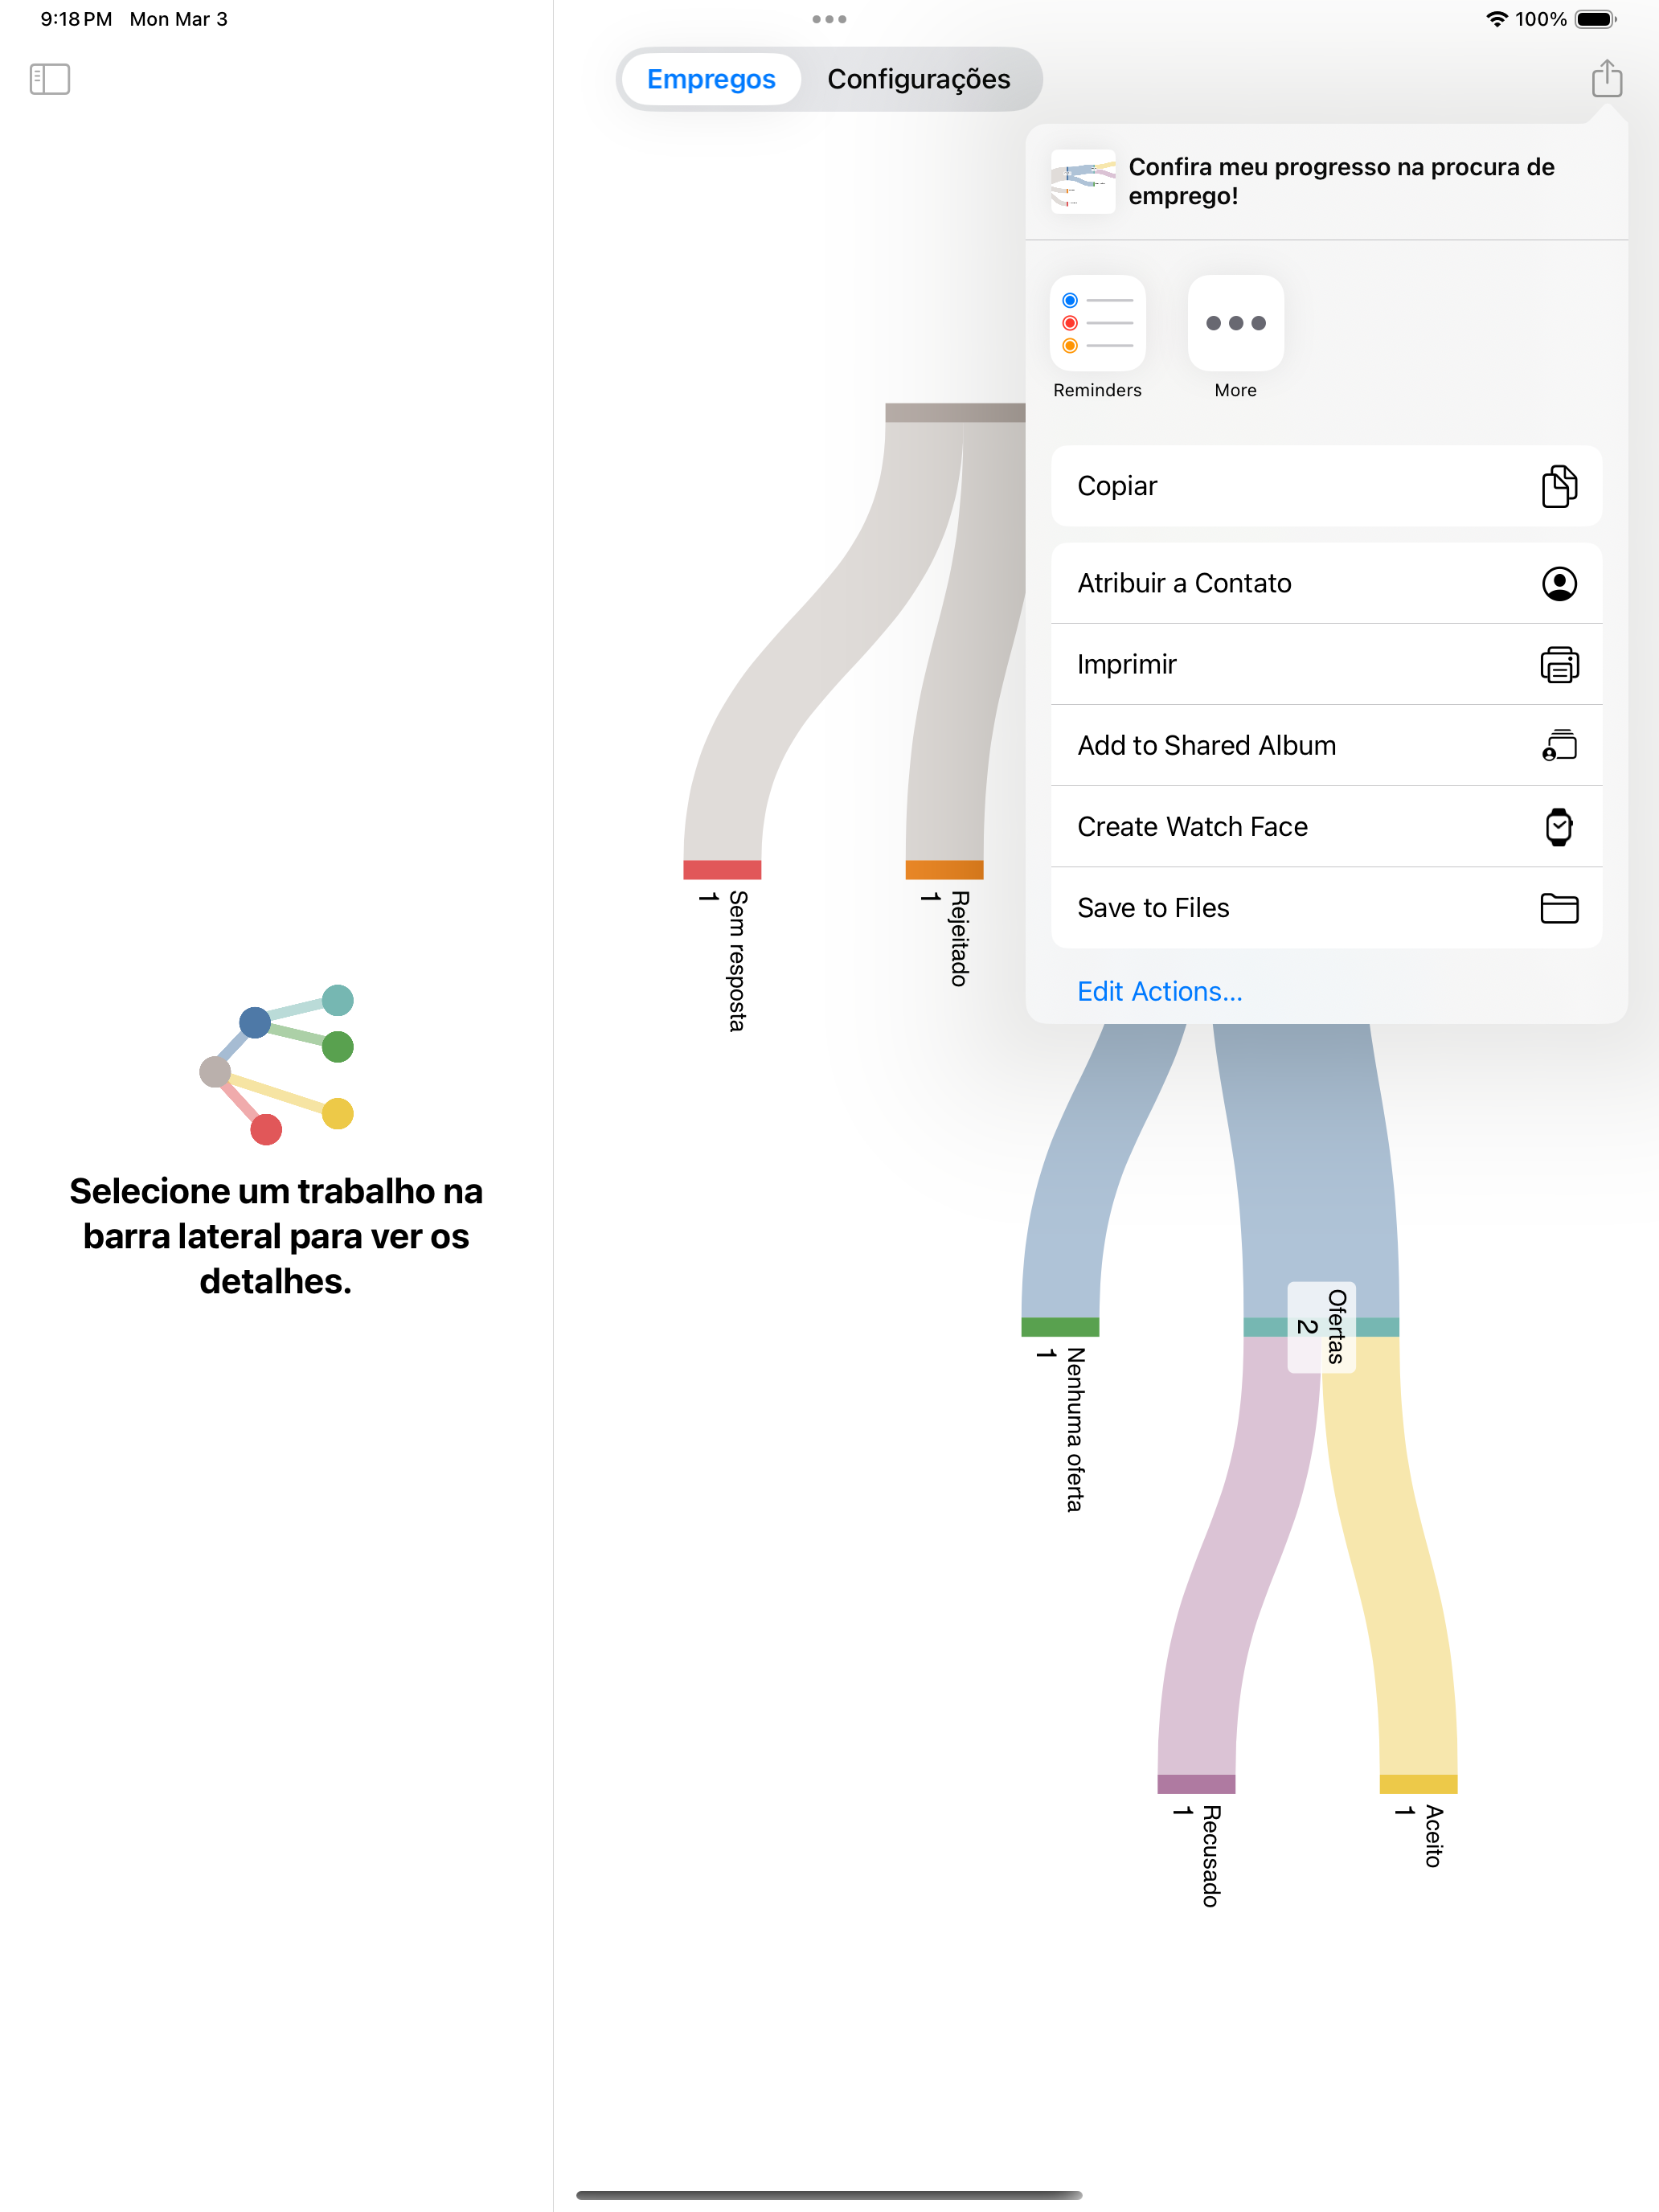 9:18 PM Mon Mar 3
100%
Empregos
Configurações
Confira meu progresso na procura de
emprego!
Reminders
More
Copiar
Atribuir a Contato
Imprimir
Add to Shared Album
Create Watch Face
Save to Files
Edit Actions...
Selecione um trabalho na
barra lateral para ver os
detalhes.
Sem resposta
1
Rejeitado
1
Nenhuma oferta
1
Ofertas
2
Recusado
1
Aceito
1